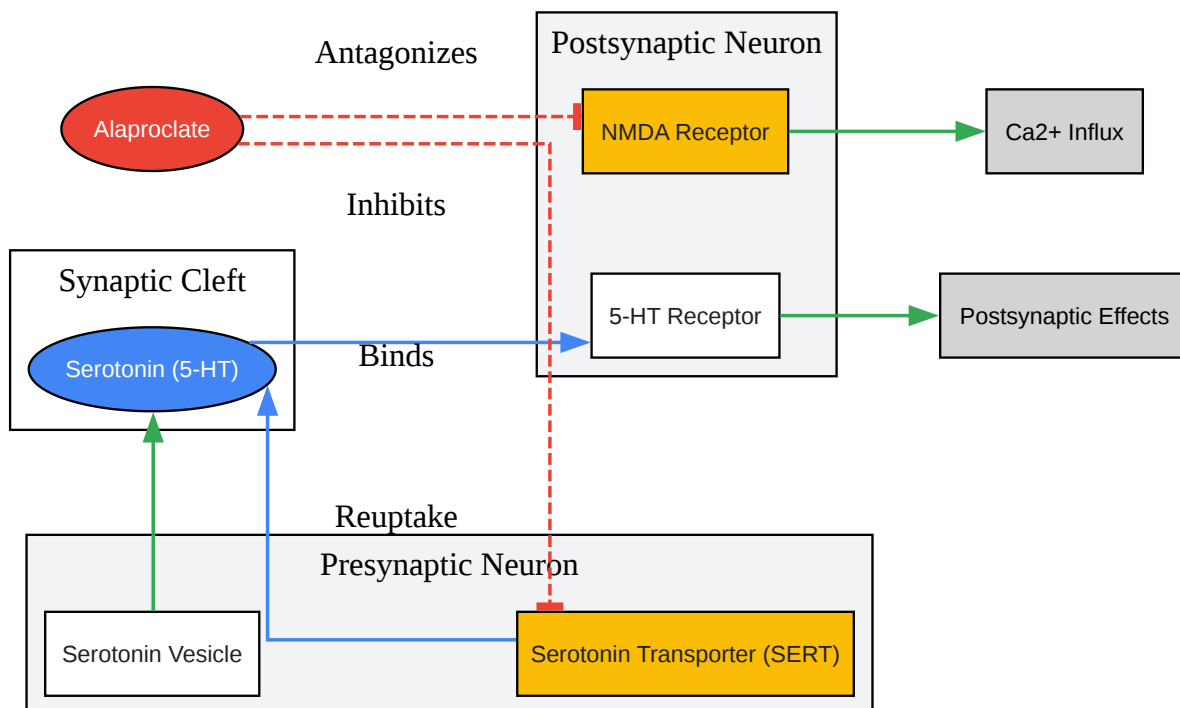 Antagonizes
Postsynaptic Neuron
Alaproclate
NMDA Receptor
Ca2+ Influx
Inhibits
Synaptic Cleft
5-HT Receptor
Postsynaptic Effects
Binds
Serotonin (5-HT)
Reuptake
Presynaptic Neuron
Serotonin Vesicle
Serotonin Transporter (SERT)